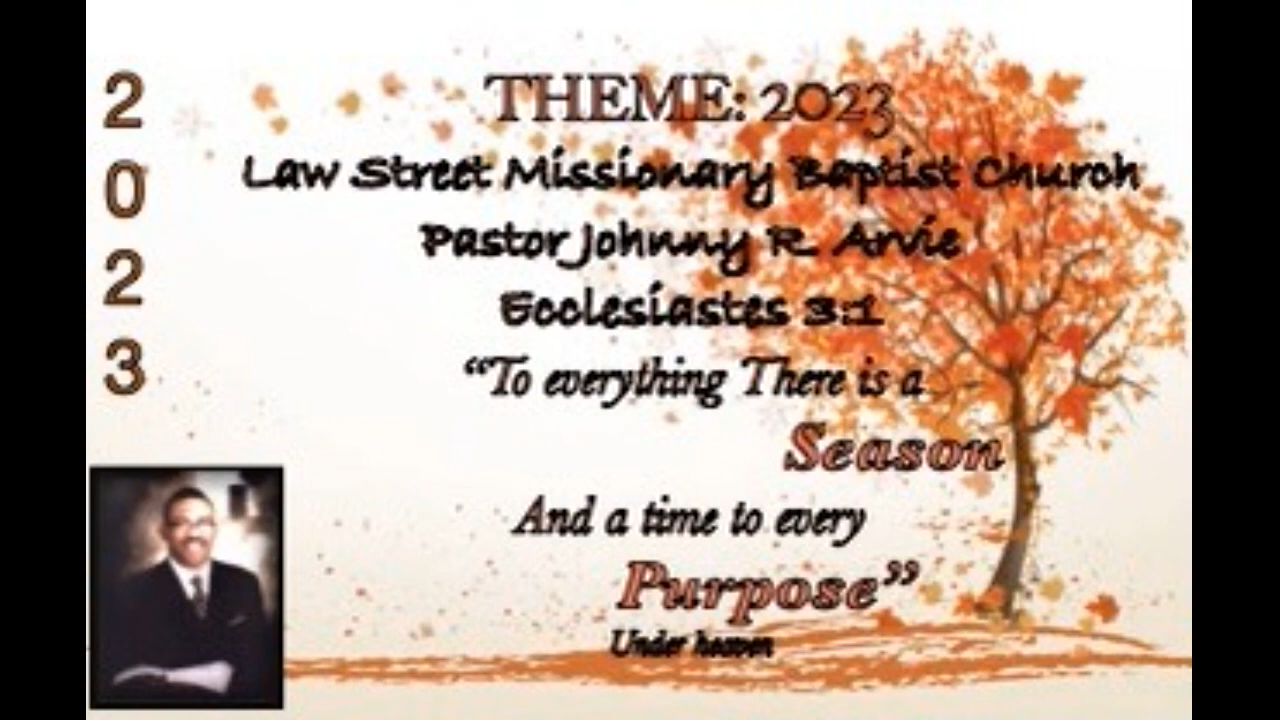 2
0
2
3
THEME: 2023
Law Street Missionary Baptist Church
Pastor Johnny R. Arvie
Ecclesiastes 3:1
“To everything There is a
Season
And a time to every
Purpose”
Under heaven